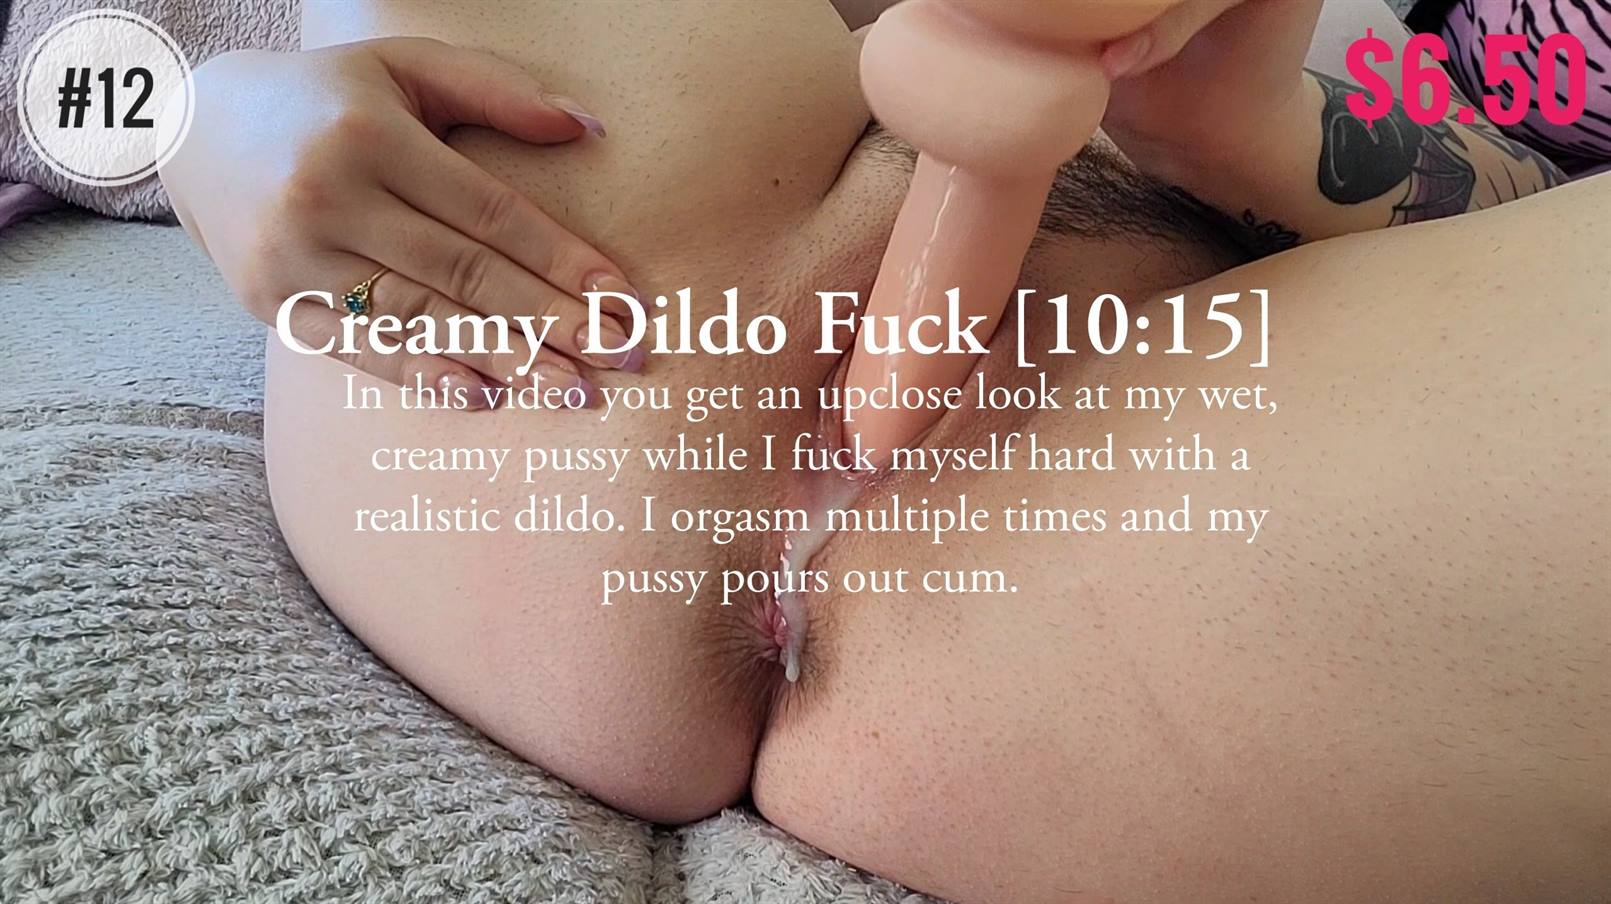 #12
$6.50
Creamy Dildo Fuck [10:15]
In this video you get an upclose look at my wet,
creamy pussy while I fuck myself hard with a
realistic dildo. I orgasm multiple times and my
pussy pours out cum.